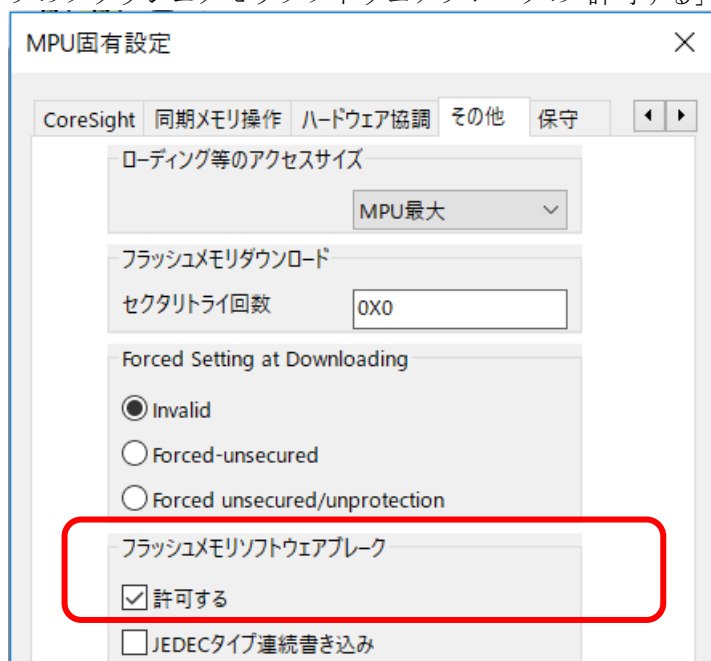 MPU固有設定
CoreSight 同期メモリ操作 ハードウェア協調 その他 保守
ローディング等のアクセスサイズ
MPU最大
フラッシュメモリダウンロード
セクタリトライ回数 0X0
Forced Setting at Downloading
Invalid
Forced-unsecured
Forced unsecured/unprotection
フラッシュメモリソフトウェアブレーク
許可する
JEDECタイプ連続書き込み